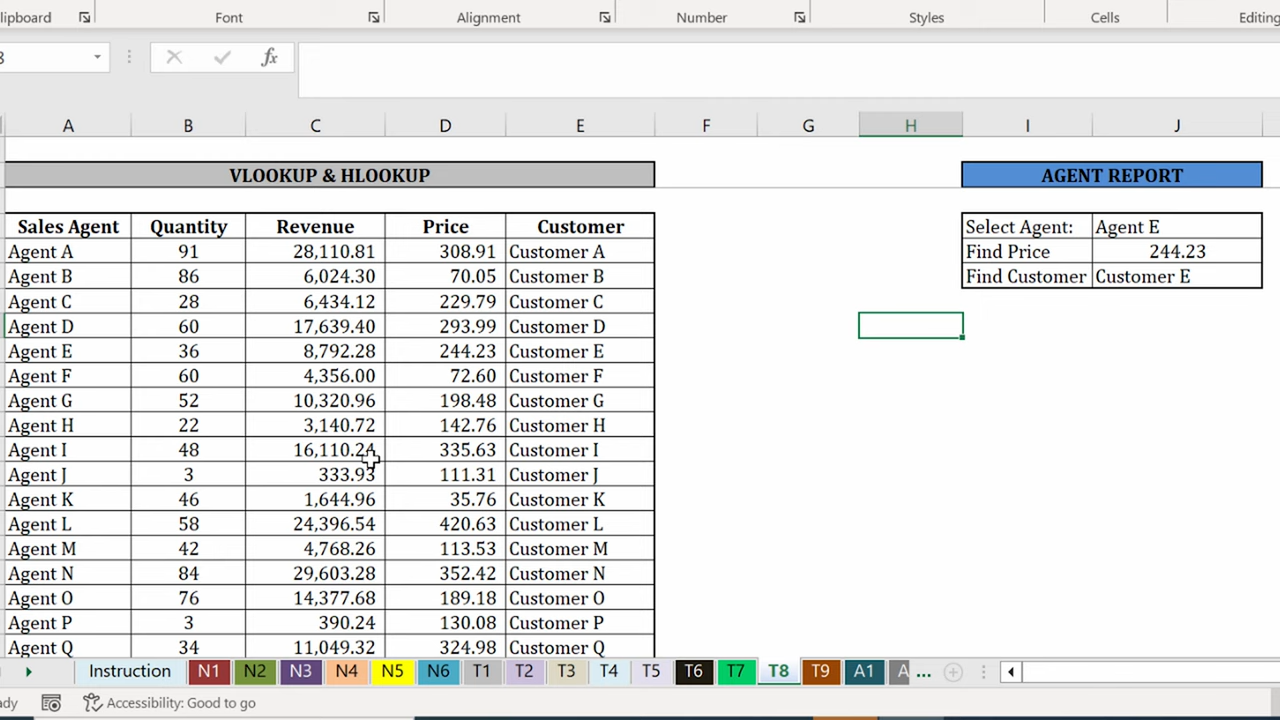 lipboard Font Alignment Number Styles Cells Editing
8 fx
A B C D E F G H I J
VLOOKUP & HLOOKUP AGENT REPORT
Sales Agent Quantity Revenue Price Customer Select Agent: Agent E
Agent A 91 28,110.81 308.91 Customer A Find Price 244.23
Agent B 86 6,024.30 70.05 Customer B Find Customer Customer E
Agent C 28 6,434.12 229.79 Customer C
Agent D 60 17,639.40 293.99 Customer D
Agent E 36 8,792.28 244.23 Customer E
Agent F 60 4,356.00 72.60 Customer F
Agent G 52 10,320.96 198.48 Customer G
Agent H 22 3,140.72 142.76 Customer H
Agent I 48 16,110.24 335.63 Customer I
Agent J 3 333.93 111.31 Customer J
Agent K 46 1,644.96 35.76 Customer K
Agent L 58 24,396.54 420.63 Customer L
Agent M 42 4,768.26 113.53 Customer M
Agent N 84 29,603.28 352.42 Customer N
Agent O 76 14,377.68 189.18 Customer O
Agent P 3 390.24 130.08 Customer P
Agent Q 34 11,049.32 324.98 Customer Q
Instruction N1 N2 N3 N4 N5 N6 T1 T2 T3 T4 T5 T6 T7 T8 T9 A1 A ...
ady Accessibility: Good to go